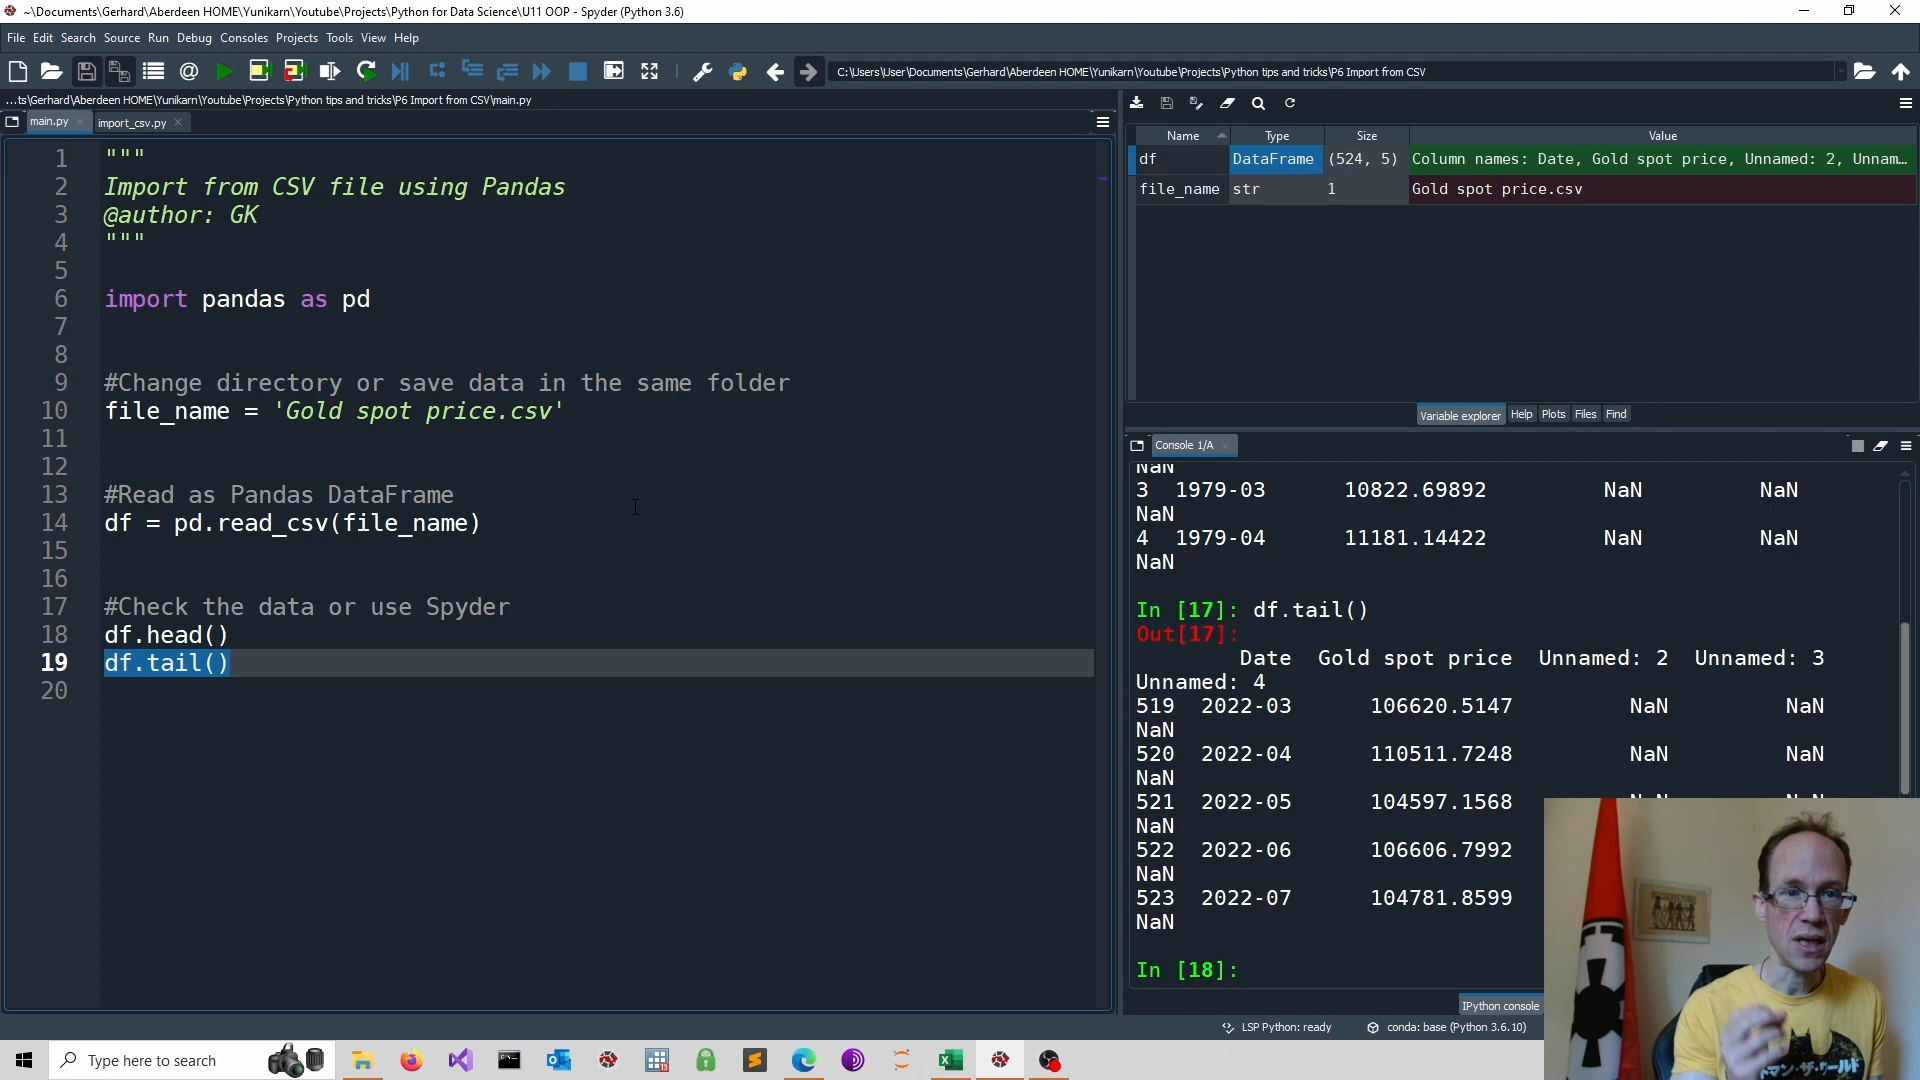 ~\Documents\Gerhard\Aberdeen HOME\Yunikarn\Youtube\Projects\Python for Data Science\U11 OOP - Spyder (Python 3.6)
File Edit Search Source Run Debug Consoles Projects Tools View Help
C:\Users\User\Documents\Gerhard\Aberdeen HOME\Yunikarn\Youtube\Projects\Python tips and tricks\P6 Import from CSV
...ts\Gerhard\Aberdeen HOME\Yunikarn\Youtube\Projects\Python tips and tricks\P6 Import from CSV\main.py
main.py import_csv.py
1 """
2 Import from CSV file using Pandas
3 @author: GK
4 """
5
6 import pandas as pd
7
8
9 #Change directory or save data in the same folder
10 file_name = 'Gold spot price.csv'
11
12
13 #Read as Pandas DataFrame
14 df = pd.read_csv(file_name)
15
16
17 #Check the data or use Spyder
18 df.head()
19 df.tail()
20
Name Type Size Value
df DataFrame (524, 5) Column names: Date, Gold spot price, Unnamed: 2, Unnam...
file_name str 1 Gold spot price.csv
Variable explorer Help Plots Files Find
Console 1/A
NaN
3 1979-03 10822.69892 NaN NaN
NaN
4 1979-04 11181.14422 NaN NaN
NaN
In [17]: df.tail()
Out[17]:
Date Gold spot price Unnamed: 2 Unnamed: 3
Unnamed: 4
519 2022-03 106620.5147 NaN NaN
NaN
520 2022-04 110511.7248 NaN NaN
NaN
521 2022-05 104597.1568
NaN
522 2022-06 106606.7992
NaN
523 2022-07 104781.8599
NaN
In [18]:
IPython console
LSP Python: ready conda: base (Python 3.6.10)
Type here to search